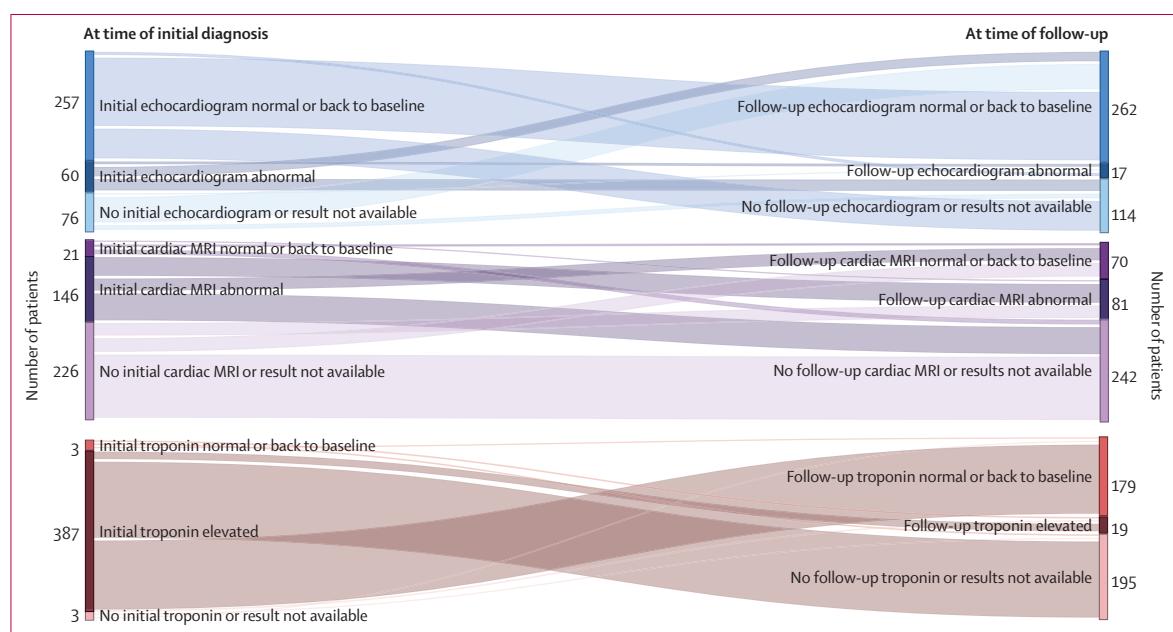 At time of initial diagnosis
At time of follow-up
257
Initial echocardiogram normal or back to baseline
Follow-up echocardiogram normal or back to baseline
262
60
Initial echocardiogram abnormal
Follow-up echocardiogram abnormal
17
76
No initial echocardiogram or result not available
No follow-up echocardiogram or results not available
114
21
Initial cardiac MRI normal or back to baseline
Follow-up cardiac MRI normal or back to baseline
70
146
Initial cardiac MRI abnormal
Follow-up cardiac MRI abnormal
81
Number of patients
Number of patients
226
No initial cardiac MRI or result not available
No follow-up cardiac MRI or results not available
242
3
Initial troponin normal or back to baseline
Follow-up troponin normal or back to baseline
179
387
Initial troponin elevated
Follow-up troponin elevated
19
No follow-up troponin or results not available
195
3
No initial troponin or result not available